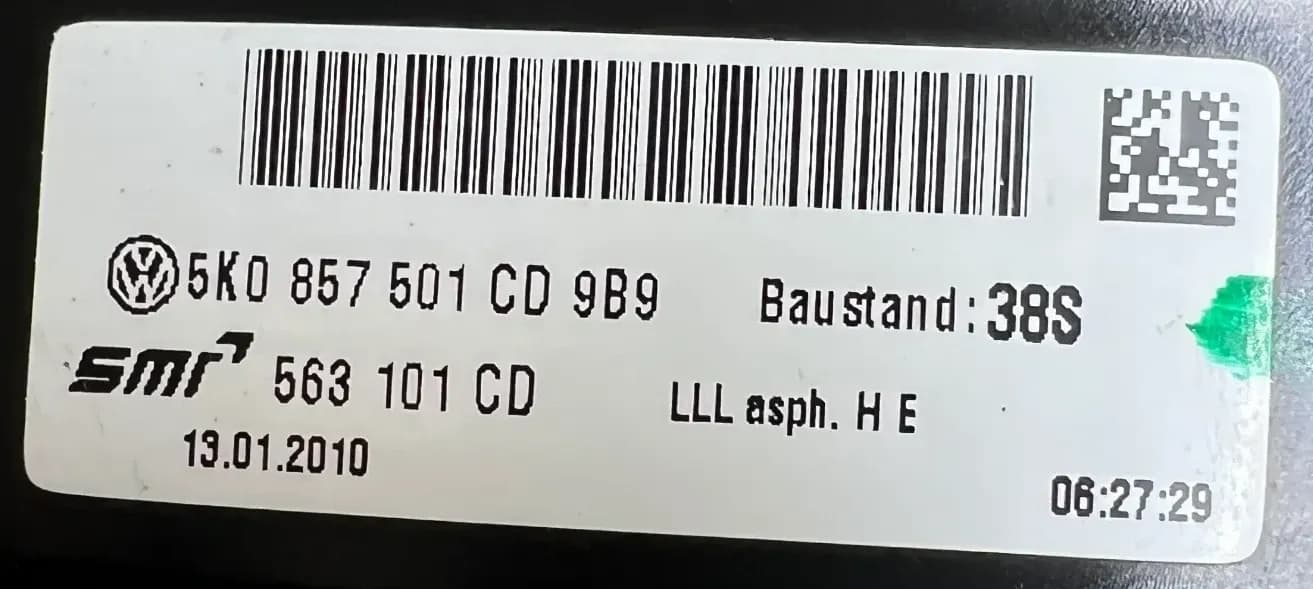 5K0 857 501 CD 9B9 Baustand: 38S
smr 563 101 CD LLL asph. H E
13.01.2010
06:27:29